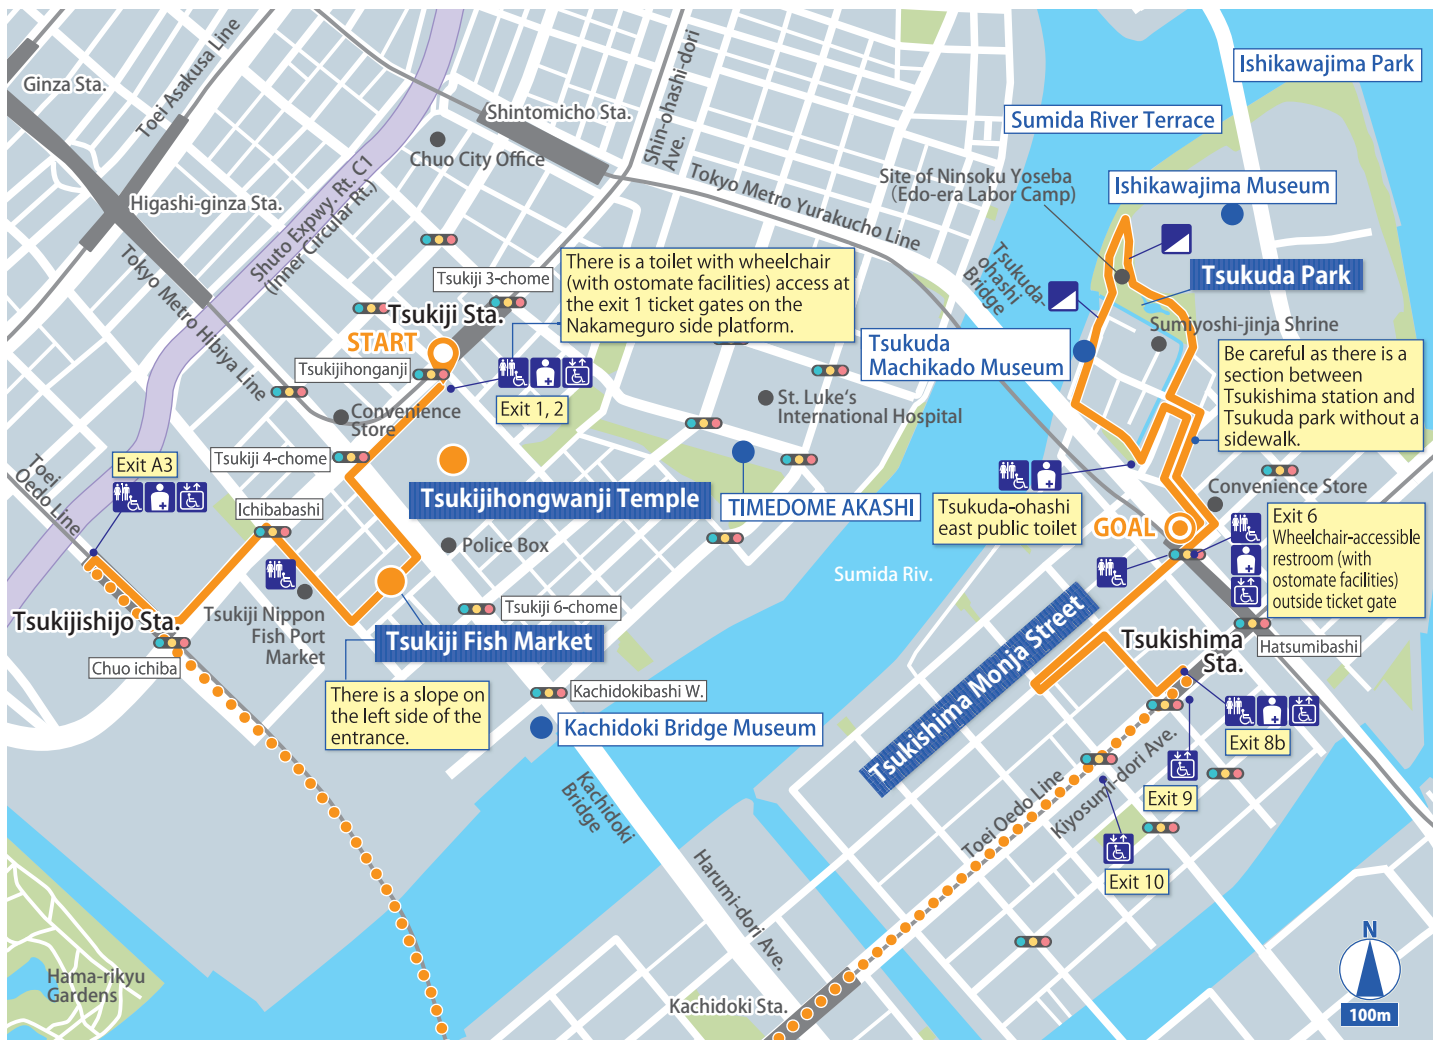 Ishikawajima Park
Ginza Sta.
Toei Asakusa Line
Shintomicho Sta.
Shin-ohashi-dori
Ave.
Sumida River Terrace
Chuo City Office
Site of Ninsoku Yoseba
(Edo-era Labor Camp)
Ishikawajima Museum
Higashi-ginza Sta.
Shuto Expwy. Rt. C1
(Inner Circular Rt.)
Tokyo Metro Yurakucho Line
Tokyo Metro Hibiya Line
Tsukuda-
ohashi
Bridge
Tsukuda Park
Tsukiji 3-chome
There is a toilet with wheelchair
(with ostomate facilities) access at
the exit 1 ticket gates on the
Nakameguro side platform.
Tsukiji Sta.
START
Tsukijihonganji
Sumiyoshi-jinja Shrine
Tsukuda
Machikado Museum
Be careful as there is a
section between
Tsukishima station and
Tsukuda park without a
sidewalk.
Exit 1, 2
Convenience
Store
St. Luke's
International Hospital
Tsukiji 4-chome
Toei
Oedo Line
Exit A3
Tsukijihongwanji Temple
TIMEDOME AKASHI
Ichibabashi
Police Box
Tsukuda-ohashi
east public toilet
Convenience Store
GOAL
Exit 6
Wheelchair-accessible
restroom (with
ostomate facilities)
outside ticket gate
Sumida Riv.
Tsukijishijo Sta.
Tsukiji Nippon
Fish Port
Market
Tsukiji 6-chome
Tsukiji Fish Market
Chuo ichiba
Tsukishima Monja Street
Tsukishima
Sta.
Hatsumibashi
There is a slope on
the left side of the
entrance.
Kachidokibashi W.
Kachidoki Bridge Museum
Exit 8b
Kachidoki
Bridge
Toei Oedo Line
Kiyosumi-dori Ave.
Exit 9
Exit 10
Harumi-dori Ave.
Hama-rikyu
Gardens
Kachidoki Sta.
N
100m